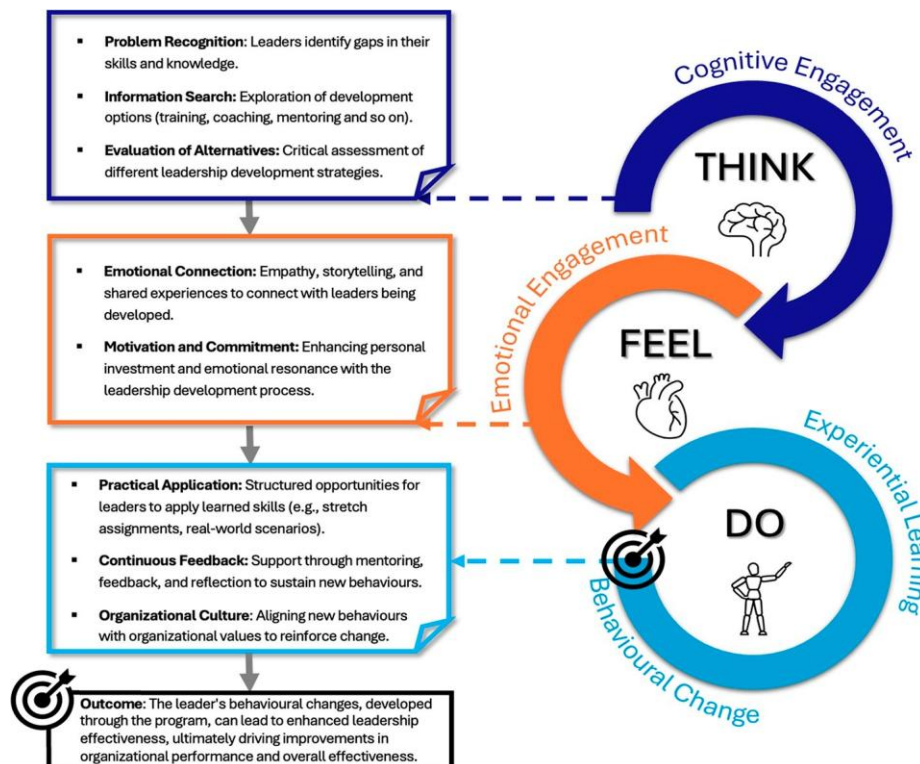 ▪ Problem Recognition: Leaders identify gaps in their
skills and knowledge.
▪ Information Search: Exploration of development
options (training, coaching, mentoring and so on).
▪ Evaluation of Alternatives: Critical assessment of
different leadership development strategies.
Cognitive Engagement
THINK
▪ Emotional Connection: Empathy, storytelling, and
shared experiences to connect with leaders being
developed.
▪ Motivation and Commitment: Enhancing personal
investment and emotional resonance with the
leadership development process.
Emotional Engagement
FEEL
▪ Practical Application: Structured opportunities for
leaders to apply learned skills (e.g., stretch
assignments, real-world scenarios).
▪ Continuous Feedback: Support through mentoring,
feedback, and reflection to sustain new behaviours.
▪ Organizational Culture: Aligning new behaviours
with organizational values to reinforce change.
Experiential Learning
DO
Behavioural Change
Outcome: The leader's behavioural changes, developed
through the program, can lead to enhanced leadership
effectiveness, ultimately driving improvements in
organizational performance and overall effectiveness.